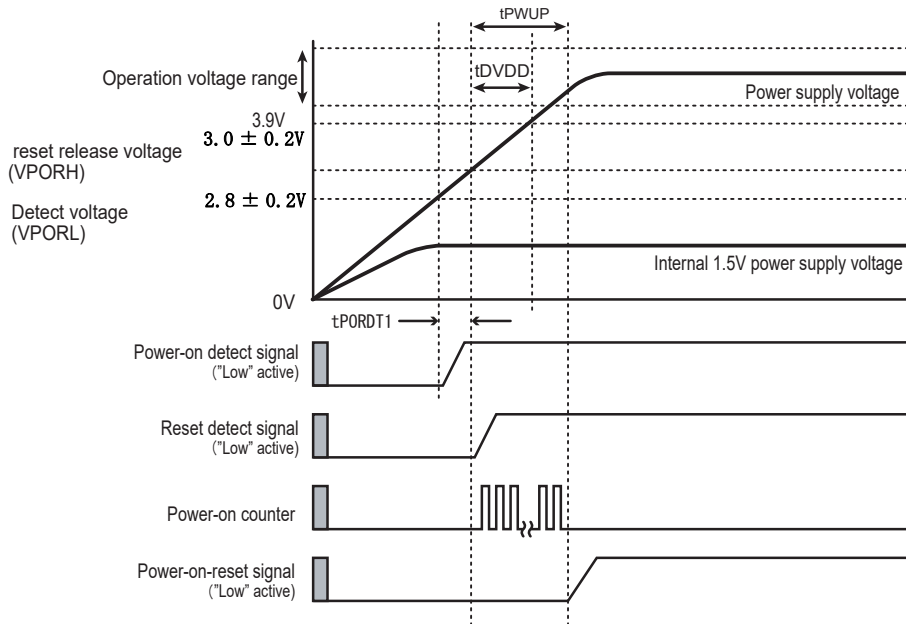 tPWUP
tDVDD
Operation voltage range
Power supply voltage
3.9V
3.0 ± 0.2V
reset release voltage
(VPORH)
2.8 ± 0.2V
Detect voltage
(VPORL)
Internal 1.5V power supply voltage
0V
tPORDT1
Power-on detect signal
("Low" active)
Reset detect signal
("Low" active)
Power-on counter
Power-on-reset signal
("Low" active)